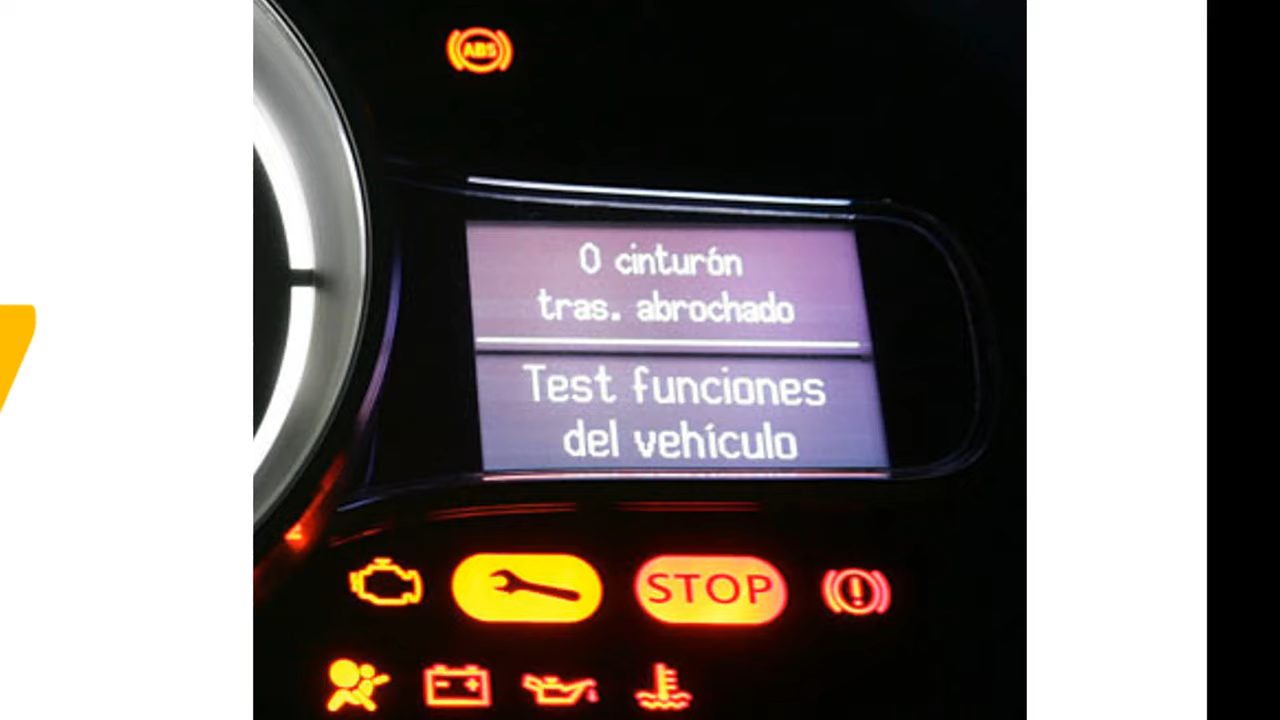 ABS
0 cinturón
tras. abrochado
Test funciones
del vehículo
STOP